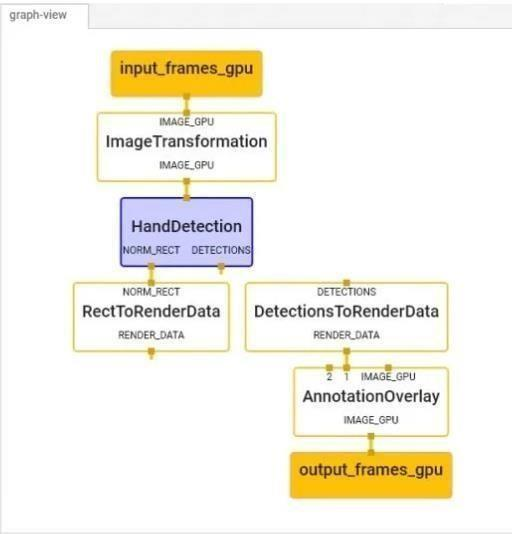 graph-view
input_frames_gpu
IMAGE_GPU
ImageTransformation
IMAGE_GPU
HandDetection
NORM_RECT DETECTIONS
NORM_RECT
RectToRenderData
RENDER_DATA
DETECTIONS
DetectionsToRenderData
RENDER_DATA
2 1 IMAGE_GPU
AnnotationOverlay
IMAGE_GPU
output_frames_gpu